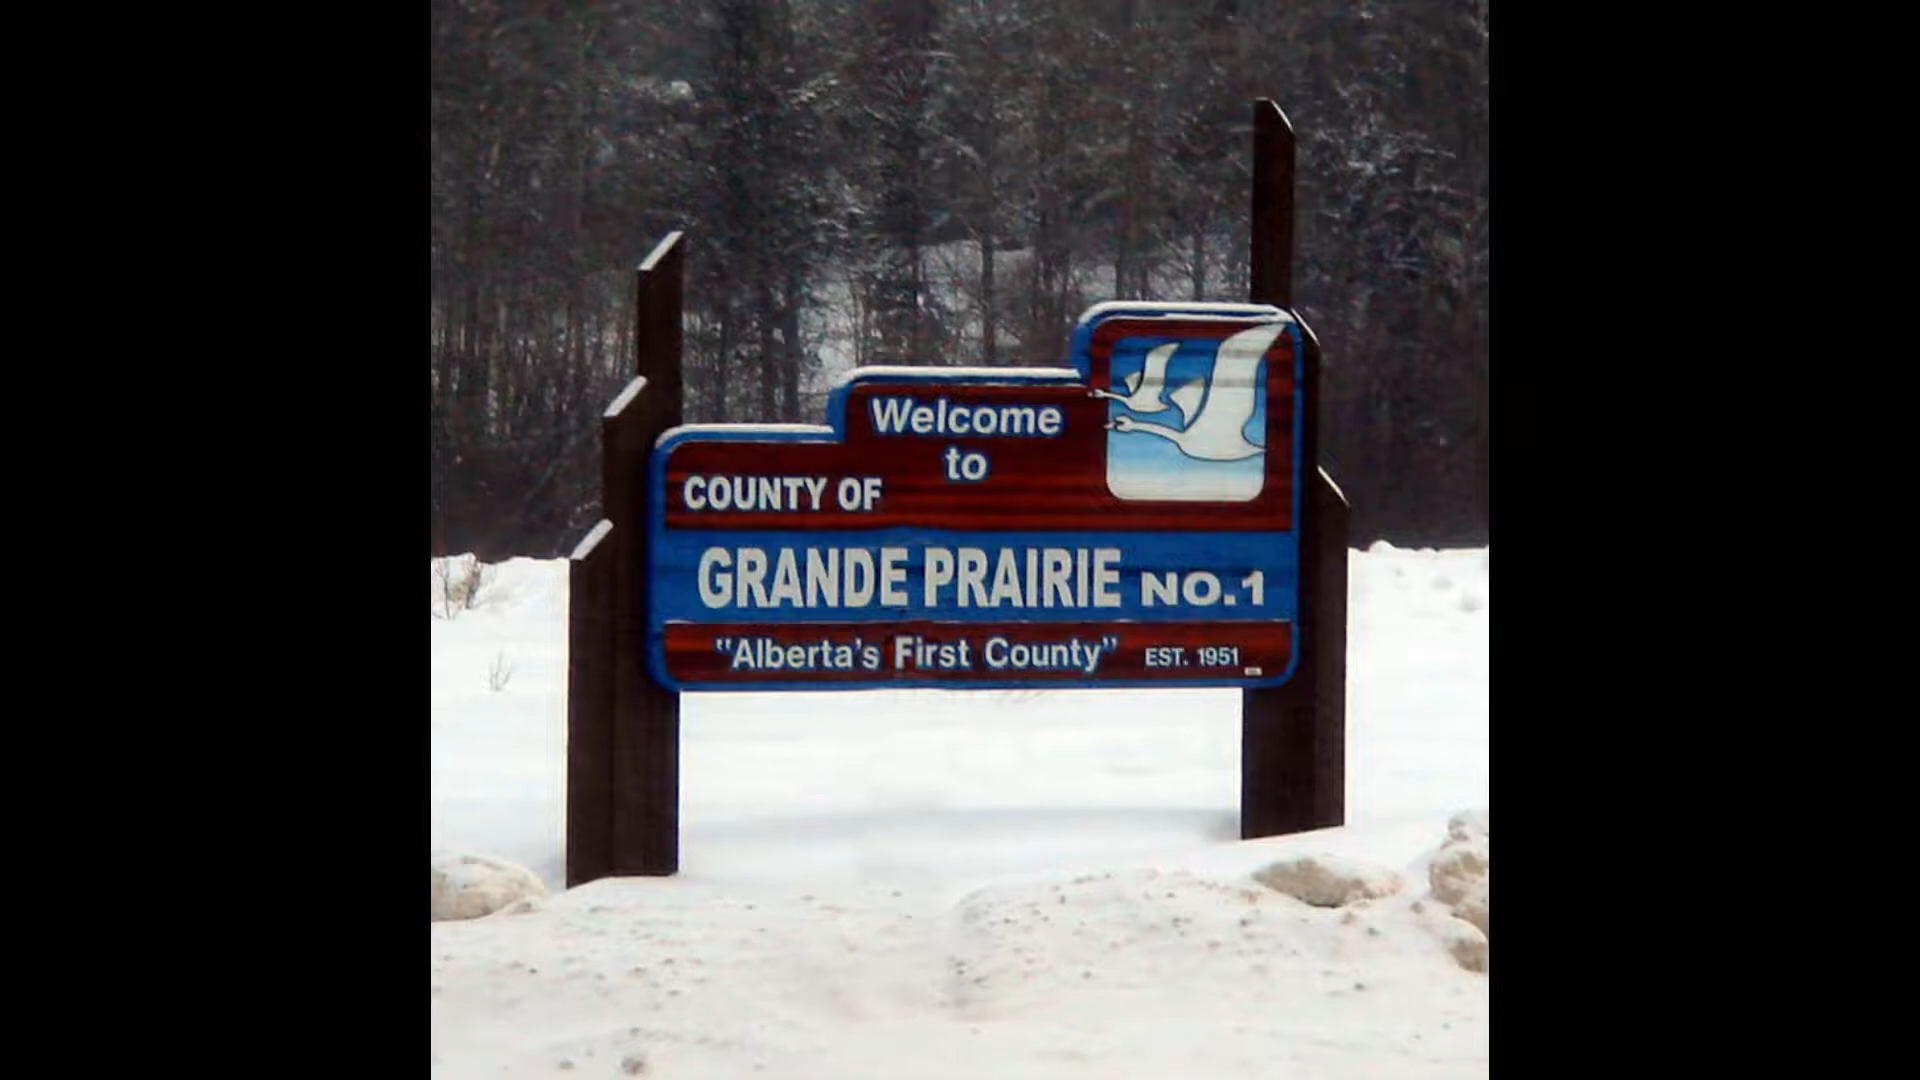 Welcome
to
COUNTY OF
GRANDE PRAIRIE NO.1
"Alberta's First County" EST. 1951